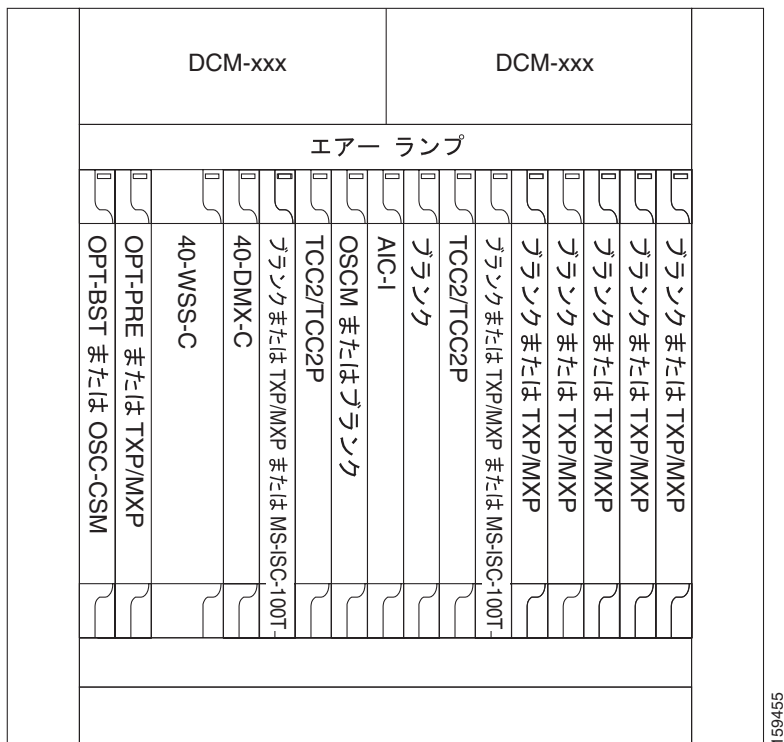 DCM-xxx
DCM-xxx
エアー ランプ
OPT-BST または OSC-CSM
OPT-PRE または TXP/MXP
40-WSS-C
40-DMX-C
ブランクまたは TXP/MXP または MS-ISC-100T
TCC2/TCC2P
OSCM またはブランク
AIC-I
ブランク
TCC2/TCC2P
ブランクまたは TXP/MXP または MS-ISC-100T
ブランクまたは TXP/MXP
ブランクまたは TXP/MXP
ブランクまたは TXP/MXP
ブランクまたは TXP/MXP
ブランクまたは TXP/MXP
159455